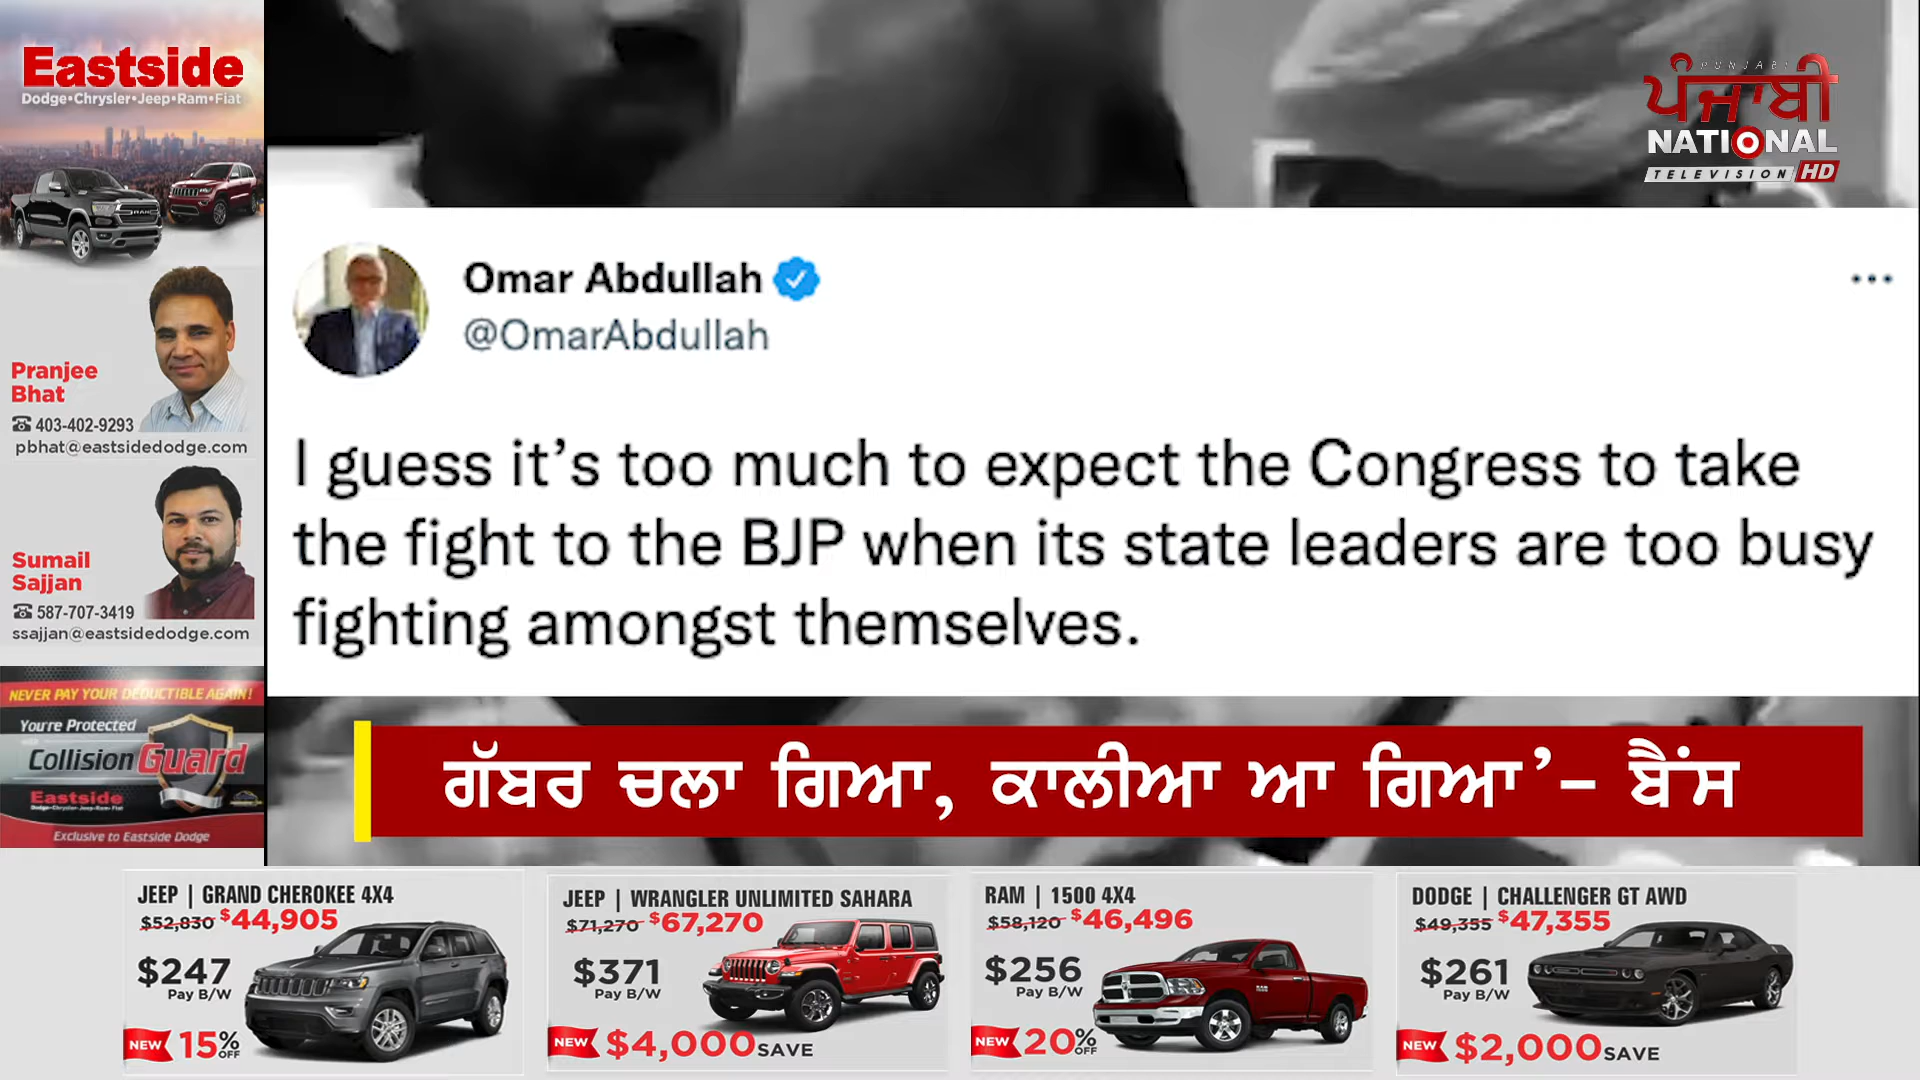 Eastside
Dodge•Chrysler•Jeep•Ram•Fiat
Pranjee
Bhat
☎ 403-402-9293
pbhat@eastsidedodge.com
Sumail
Sajjan
☎ 587-707-3419
ssajjan@eastsidedodge.com
NEVER PAY YOUR DEDUCTIBLE AGAIN!
You're Protected
Collision Guard
Eastside
Dodge•Chrysler•Jeep•Ram•Fiat
Exclusive to Eastside Dodge
PUNJABI
ਪੰਜਾਬੀ
NATIONAL
TELEVISION HD
Omar Abdullah
@OmarAbdullah
I guess it’s too much to expect the Congress to take
the fight to the BJP when its state leaders are too busy
fighting amongst themselves.
ਗੱਬਰ ਚਲਾ ਗਿਆ, ਕਾਲੀਆ ਆ ਗਿਆ’- ਬੈਂਸ
JEEP | GRAND CHEROKEE 4X4
$52,830 $44,905
$247
Pay B/W
NEW 15% OFF
JEEP | WRANGLER UNLIMITED SAHARA
$71,270 $67,270
$371
Pay B/W
NEW $4,000 SAVE
RAM | 1500 4X4
$58,120 $46,496
$256
Pay B/W
NEW 20% OFF
DODGE | CHALLENGER GT AWD
$49,355 $47,355
$261
Pay B/W
NEW $2,000 SAVE